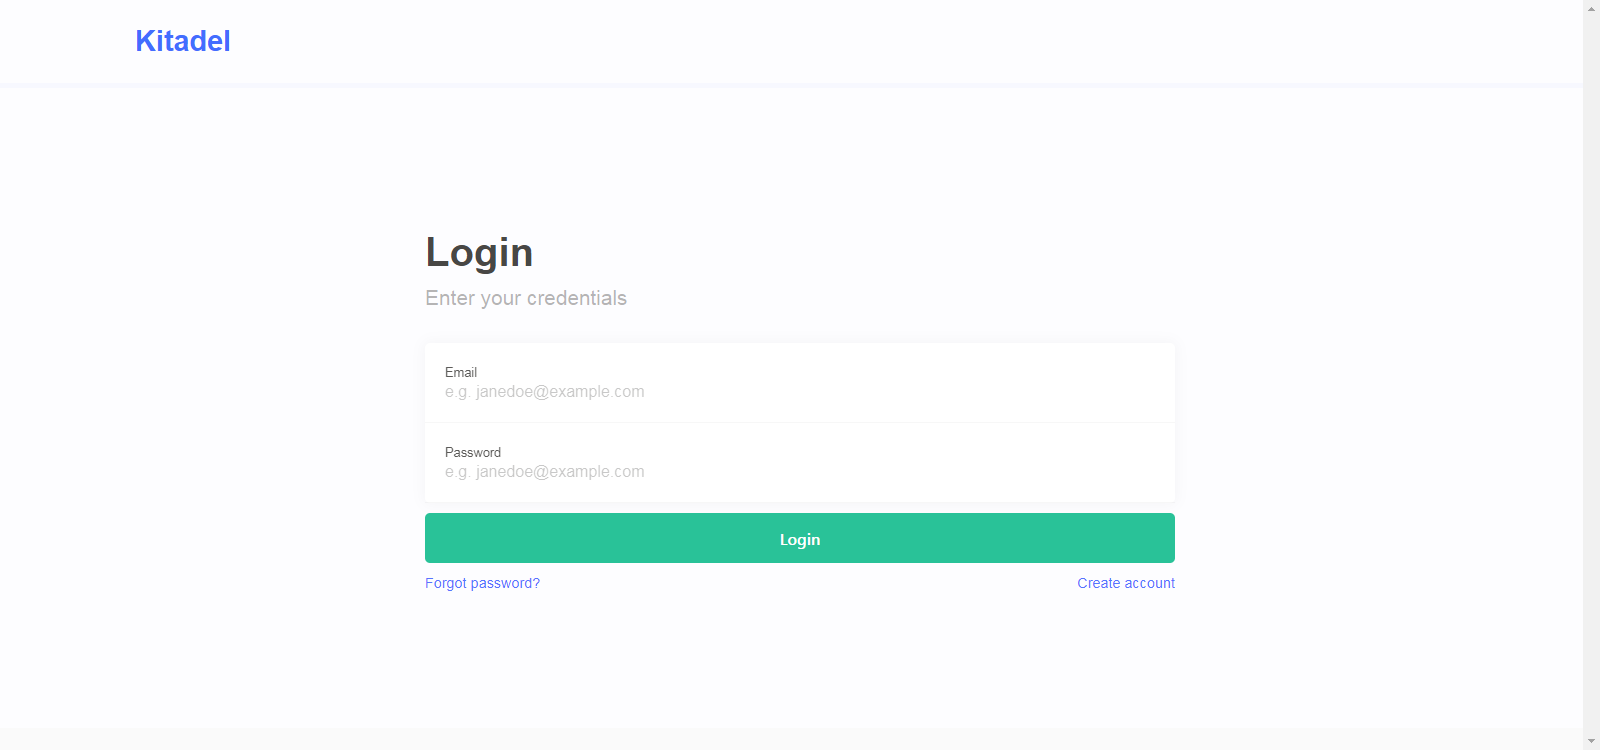 Kitadel
Login
Enter your credentials
Email
e.g. janedoe@example.com
Password
e.g. janedoe@example.com
Login
Forgot password?
Create account